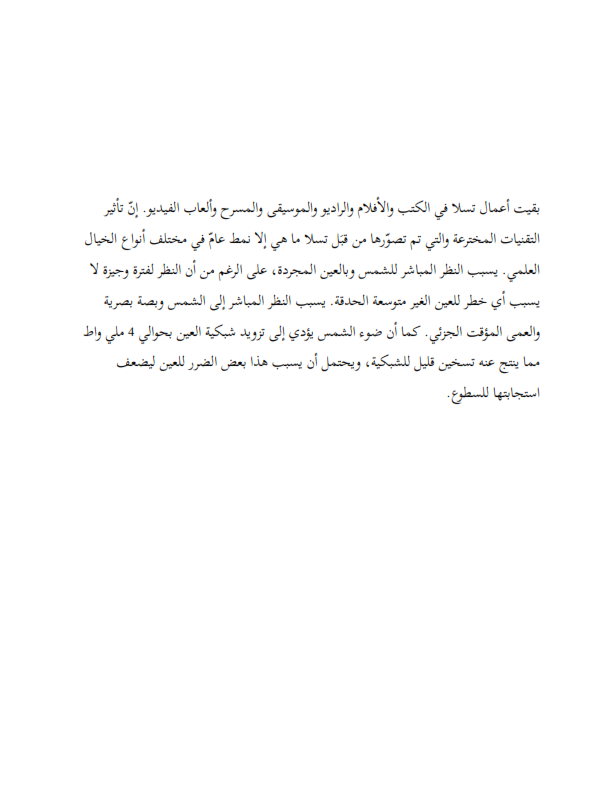 بقيت أعمال تسلا في الكتب والأفلام والراديو والموسيقى والمسرح وألعاب الفيديو. إنّ تأثير
التقنيات المخترعة والتي تم تصوّرها من قبَل تسلا ما هي إلا نمط عامّ في مختلف أنواع الخيال
العلمي. يسبب النظر المباشر للشمس وبالعين المجردة، على الرغم من أن النظر لفترة وجيزة لا
يسبب أي خطر للعين الغير متوسعة الحدقة. يسبب النظر المباشر إلى الشمس وبصة بصرية
والعمى المؤقت الجزئي. كما أن ضوء الشمس يؤدي إلى تزويد شبكية العين بحوالي 4 ملي واط
مما ينتج عنه تسخين قليل للشبكية، ويحتمل أن يسبب هذا بعض الضرر للعين ليضعف
استجابتها للسطوع.